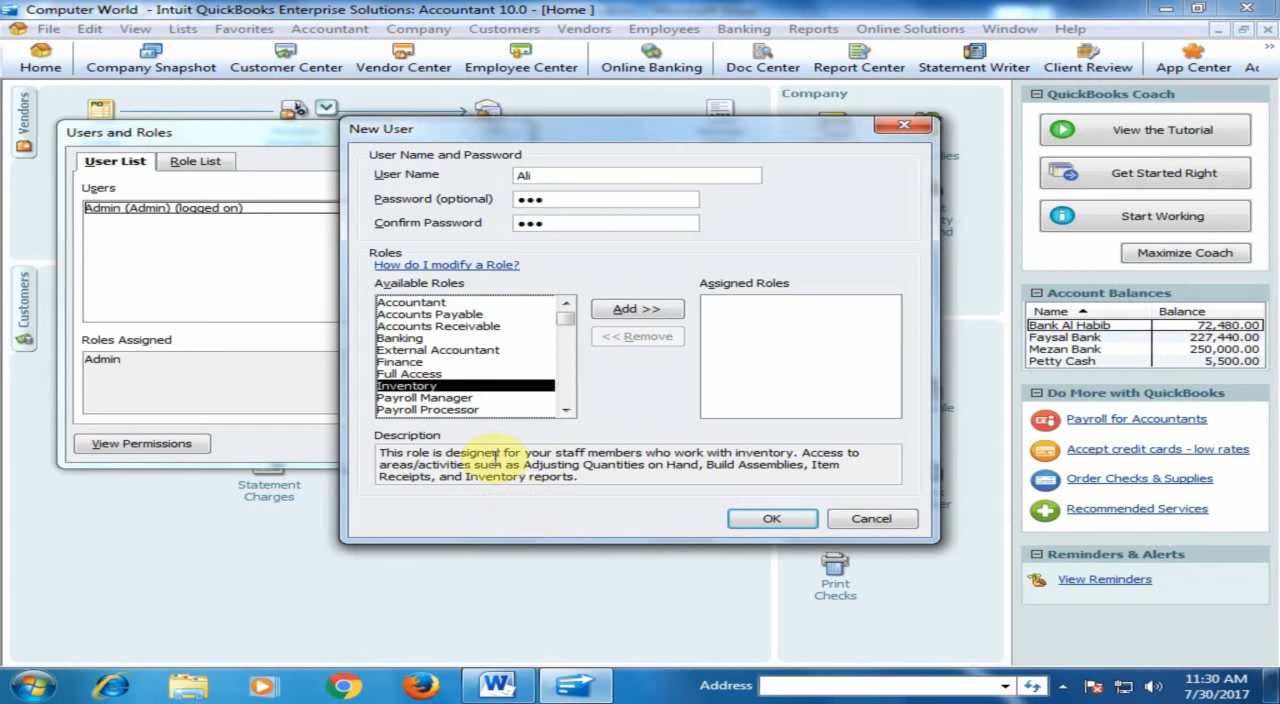 Computer World - Intuit QuickBooks Enterprise Solutions: Accountant 10.0 - [Home ]
File Edit View Lists Favorites Accountant Company Customers Vendors Employees Banking Reports Online Solutions Window Help
Home Company Snapshot Customer Center Vendor Center Employee Center Online Banking Doc Center Report Center Statement Writer Client Review App Center
Vendors
Customers
PO
Company
Users and Roles
User List Role List
Users
Admin (Admin) (logged on)
Roles Assigned
Admin
View Permissions
Statement
Charges
New User
User Name and Password
User Name Ali
Password (optional) •••
Confirm Password •••
Roles
How do I modify a Role?
Available Roles
Accountant
Accounts Payable
Accounts Receivable
Banking
External Accountant
Finance
Full Access
Inventory
Payroll Manager
Payroll Processor
Add >>
<< Remove
Assigned Roles
Description
This role is designed for your staff members who work with inventory. Access to
areas/activities such as Adjusting Quantities on Hand, Build Assemblies, Item
Receipts, and Inventory reports.
OK Cancel
Print
Checks
QuickBooks Coach
View the Tutorial
Get Started Right
Start Working
Maximize Coach
Account Balances
Name Balance
Bank Al Habib 72,480.00
Faysal Bank 227,440.00
Mezan Bank 250,000.00
Petty Cash 5,500.00
Do More with QuickBooks
Payroll for Accountants
Accept credit cards - low rates
Order Checks & Supplies
Recommended Services
Reminders & Alerts
View Reminders
Address
11:30 AM
7/30/2017